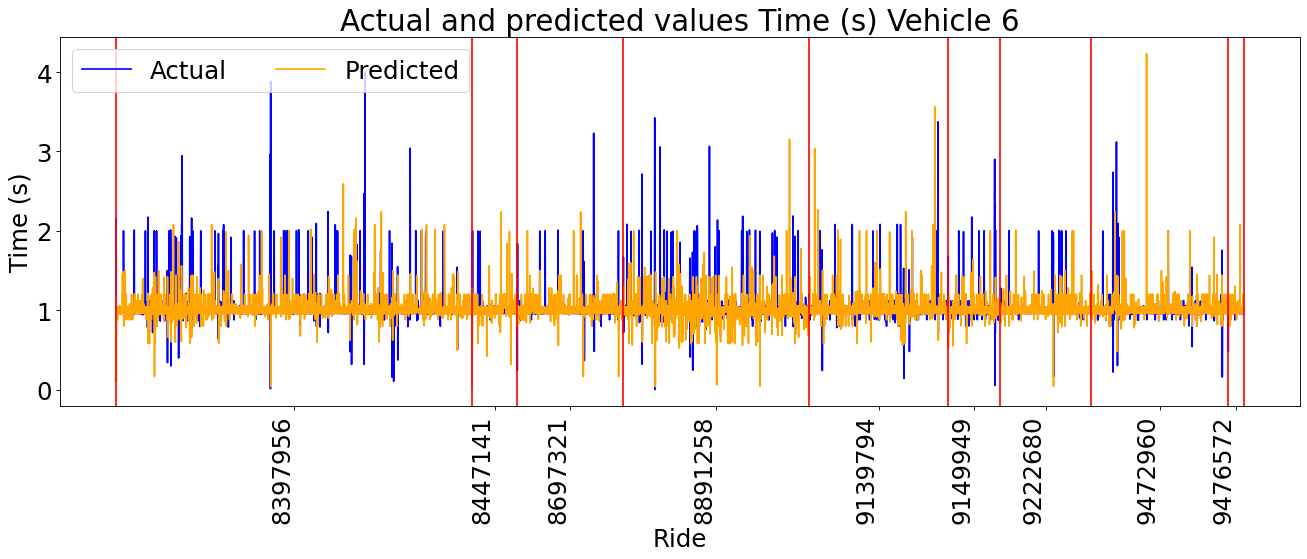 Actual and predicted values Time (s) Vehicle 6
Actual
Predicted
Time (s)
4
3
2
1
0
8397956
8447141
8697321
8891258
9139794
9149949
9222680
9472960
9476572
Ride